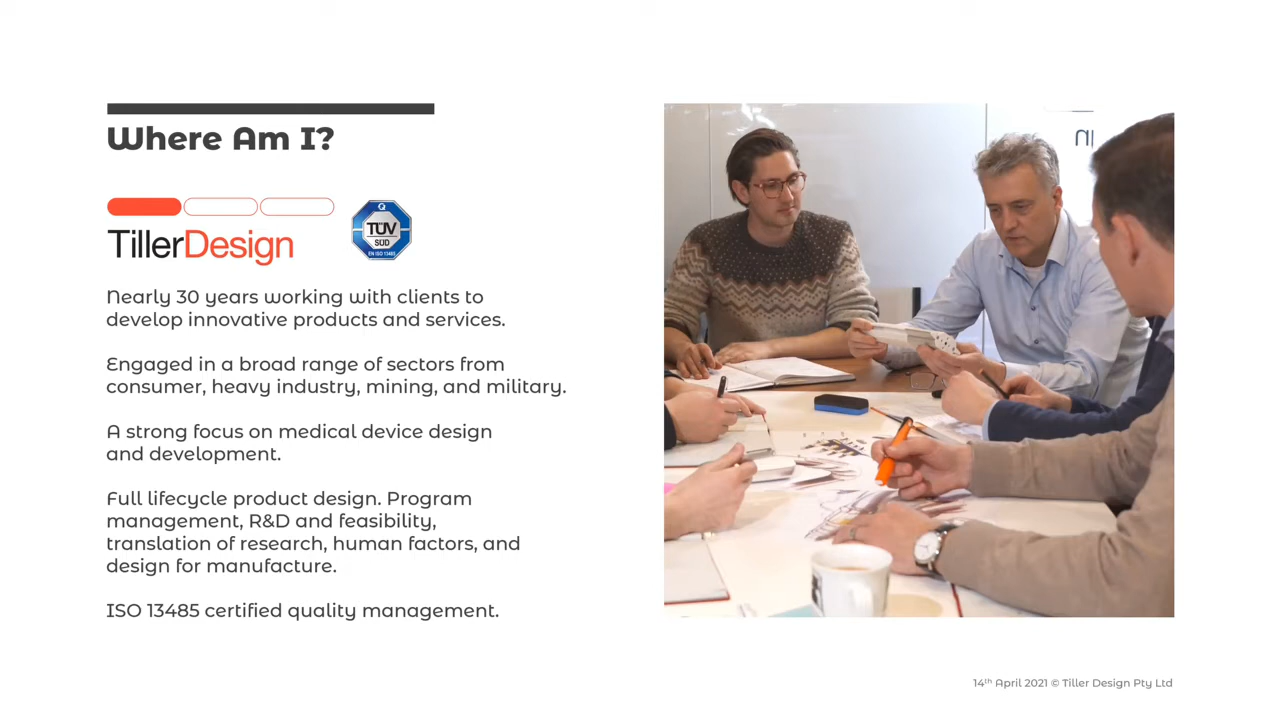 Where Am I?
TillerDesign
Q
TÜV
SÜD
EN ISO 13485
Nearly 30 years working with clients to
develop innovative products and services.
Engaged in a broad range of sectors from
consumer, heavy industry, mining, and military.
A strong focus on medical device design
and development.
Full lifecycle product design. Program
management, R&D and feasibility,
translation of research, human factors, and
design for manufacture.
ISO 13485 certified quality management.
14th April 2021 © Tiller Design Pty Ltd